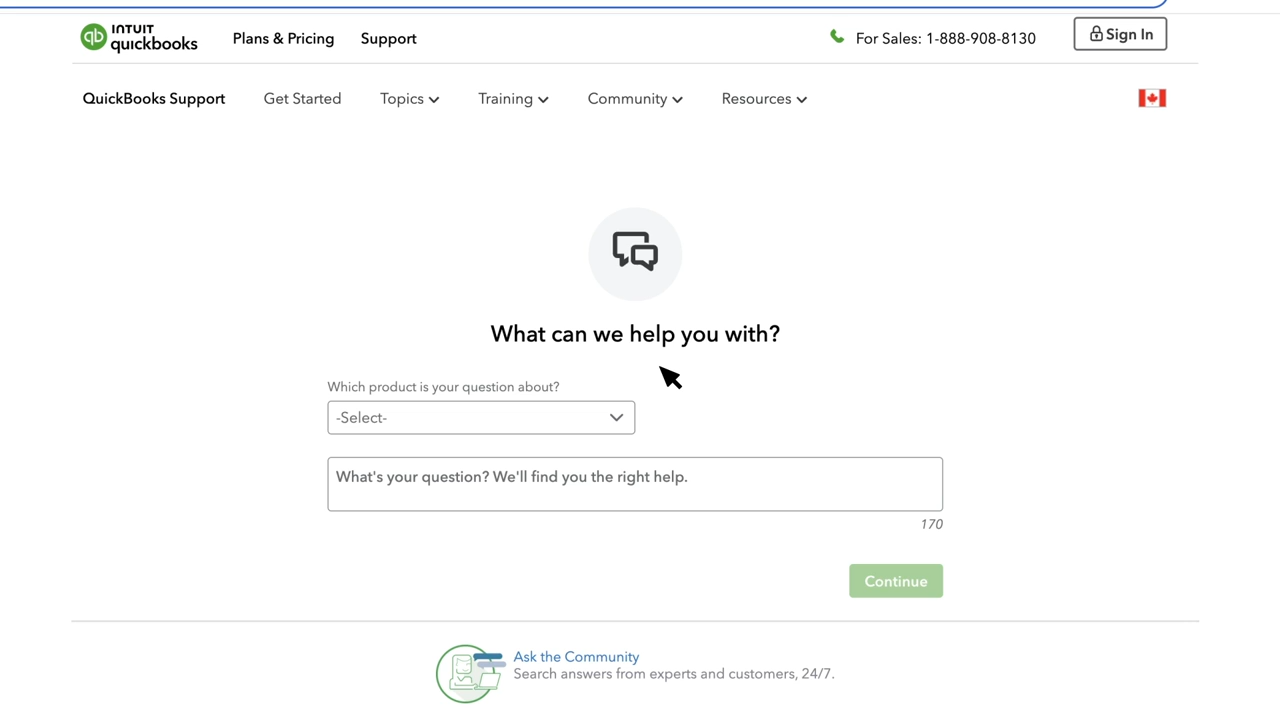 INTUIT
quickbooks
Plans & Pricing
Support
For Sales: 1-888-908-8130
Sign In
QuickBooks Support
Get Started
Topics
Training
Community
Resources
What can we help you with?
Which product is your question about?
-Select-
What's your question? We'll find you the right help.
170
Continue
Ask the Community
Search answers from experts and customers, 24/7.